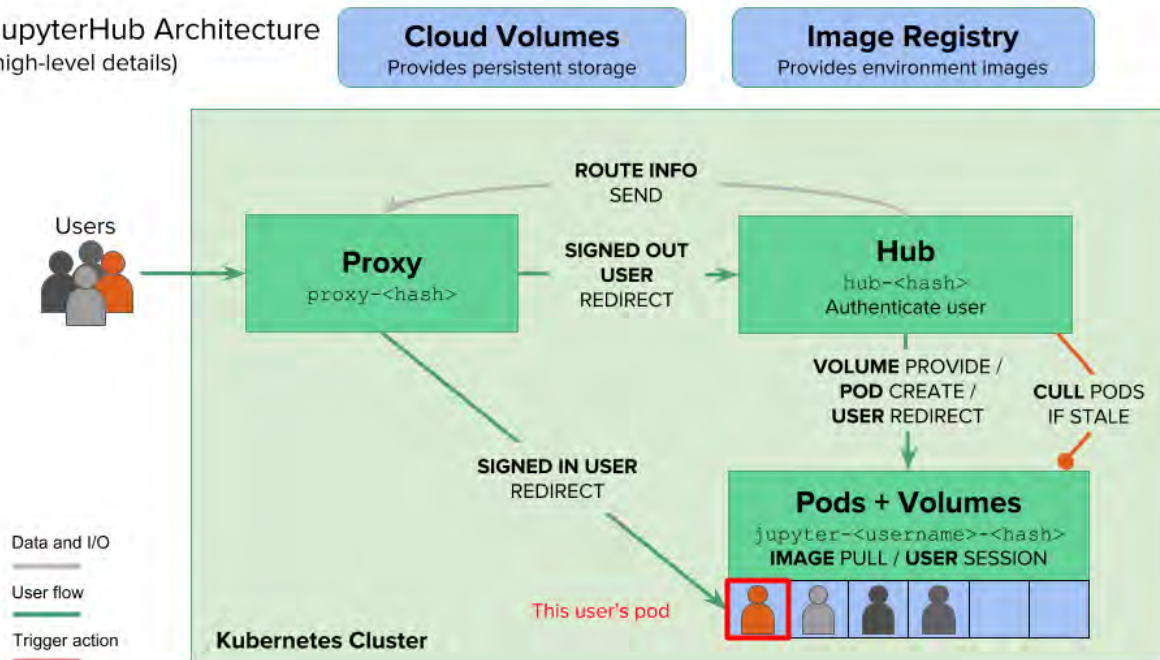 upyterHub Architecture
high-level details)
Cloud Volumes
Provides persistent storage
Image Registry
Provides environment images
ROUTE INFO
SEND
Users
Proxy
proxy-<hash>
SIGNED OUT
USER
REDIRECT
Hub
hub-<hash>
Authenticate user
VOLUME PROVIDE /
POD CREATE /
USER REDIRECT
CULL PODS
IF STALE
SIGNED IN USER
REDIRECT
Pods + Volumes
jupyter-<username>-<hash>
IMAGE PULL / USER SESSION
Data and I/O
User flow
Trigger action
This user's pod
Kubernetes Cluster